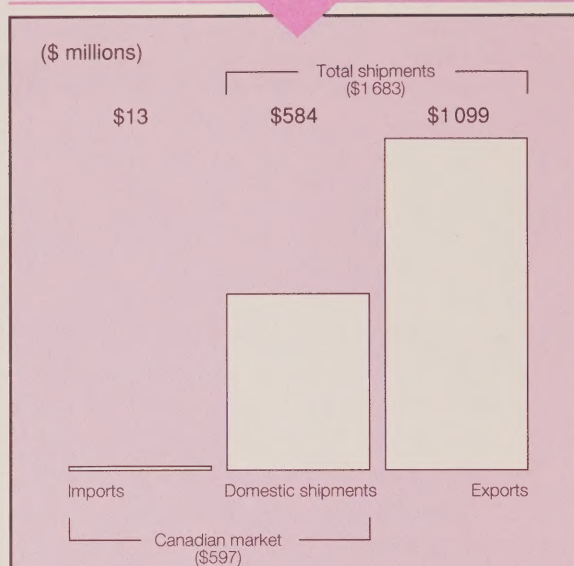 ($ millions)
Total shipments
($1 683)
$13 $584 $1 099
Imports Domestic shipments Exports
Canadian market
($597)